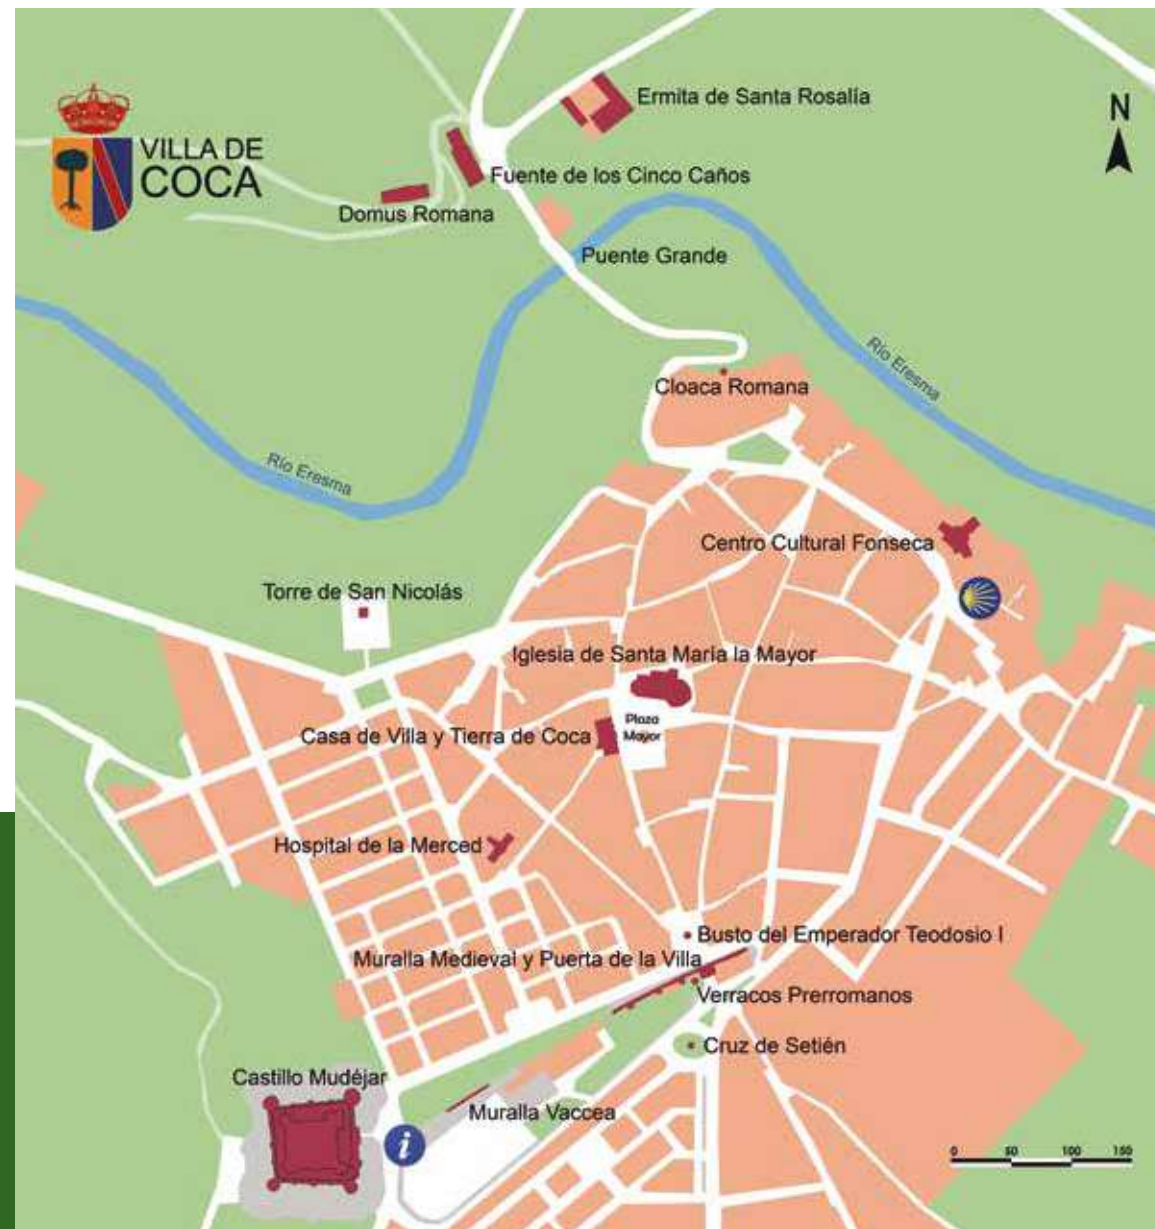 VILLA DE
COCA
N
Ermita de Santa Rosalía
Fuente de los Cinco Caños
Domus Romana
Puente Grande
Río Eresma
Cloaca Romana
Río Eresma
Centro Cultural Fonseca
Torre de San Nicolás
Iglesia de Santa María la Mayor
Plaza
Mayor
Casa de Villa y Tierra de Coca
Hospital de la Merced
Busto del Emperador Teodosio I
Muralla Medieval y Puerta de la Villa
Verracos Prerromanos
Cruz de Setién
Castillo Mudéjar
Muralla Vaccea
i
0 50 100 150